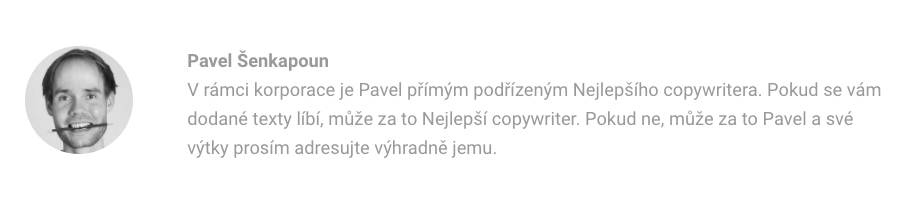 Pavel Šenkapoun
V rámci korporace je Pavel přímým podřízeným Nejlepšího copywritera. Pokud se vám
dodané texty líbí, může za to Nejlepší copywriter. Pokud ne, může za to Pavel a své
výtky prosím adresujte výhradně jemu.